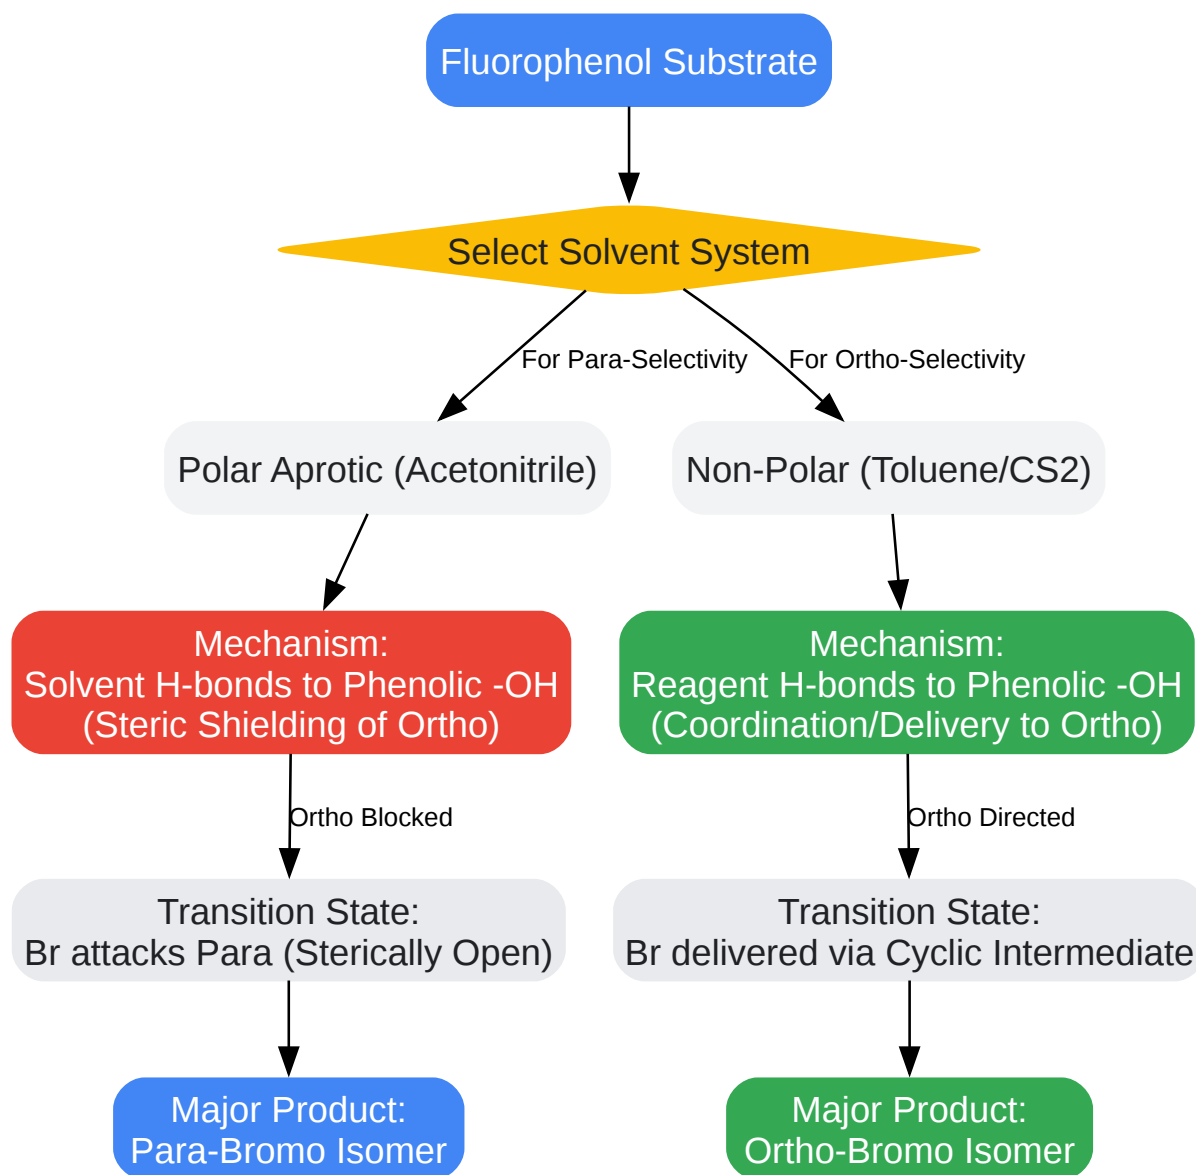 Fluorophenol Substrate
Select Solvent System
For Para-Selectivity
For Ortho-Selectivity
Polar Aprotic (Acetonitrile)
Non-Polar (Toluene/CS2)
Mechanism:
Solvent H-bonds to Phenolic -OH
(Steric Shielding of Ortho)
Mechanism:
Reagent H-bonds to Phenolic -OH
(Coordination/Delivery to Ortho)
Ortho Blocked
Ortho Directed
Transition State:
Br attacks Para (Sterically Open)
Transition State:
Br delivered via Cyclic Intermediate
Major Product:
Para-Bromo Isomer
Major Product:
Ortho-Bromo Isomer